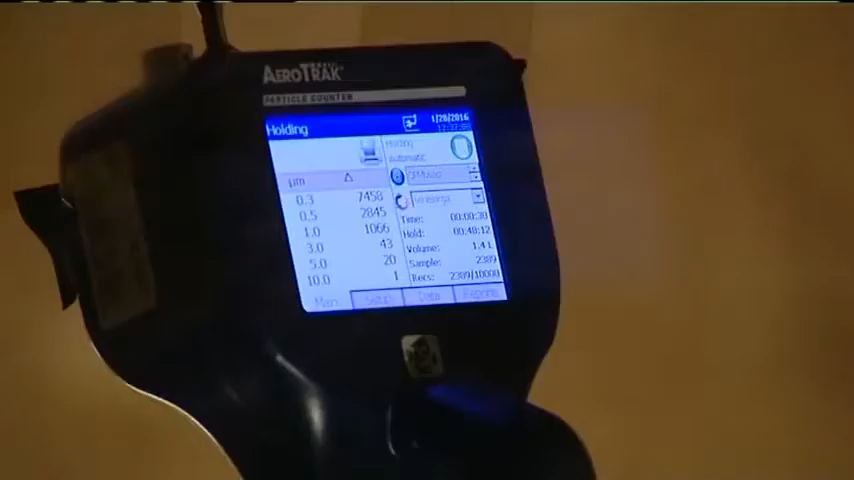 AEROTRAK
PARTICLE COUNTER
Holding
1/28/2016
Holding
automatic
µm Δ
0.3 7458
0.5 2845
1.0 1066
3.0 43
5.0 20
10.0 1
Time: 00:00:30
Hold: 00:48:12
Volume: 1.4 L
Sample: 2389
Recs: 2389/10000
Main Setup Data Reports